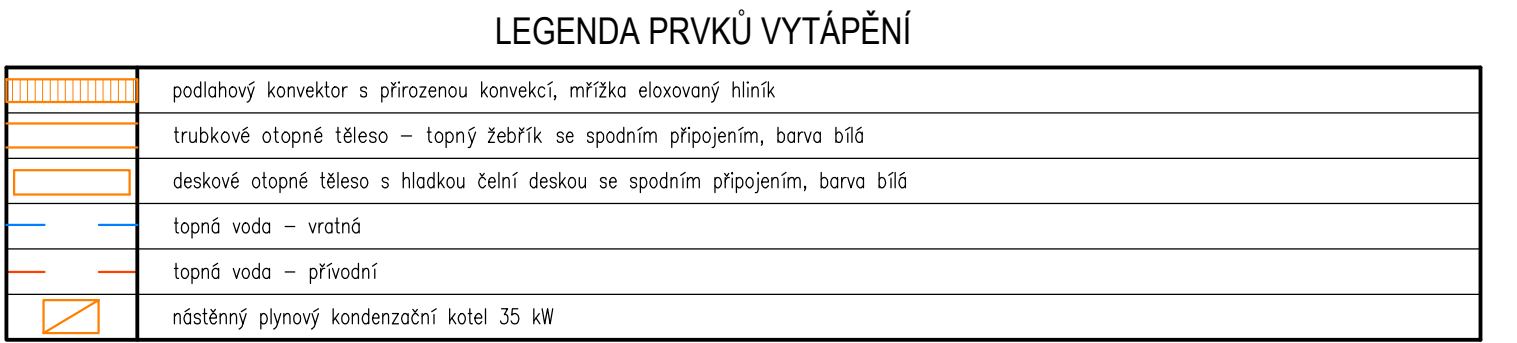 LEGENDA PRVKŮ VYTÁPĚNÍ
podlahový konvektor s přirozenou konvekcí, mřížka eloxovaný hliník
trubkové otopné těleso – topný žebřík se spodním připojením, barva bílá
deskové otopné těleso s hladkou čelní deskou se spodním připojením, barva bílá
topná voda – vratná
topná voda – přívodní
nástěnný plynový kondenzační kotel 35 kW